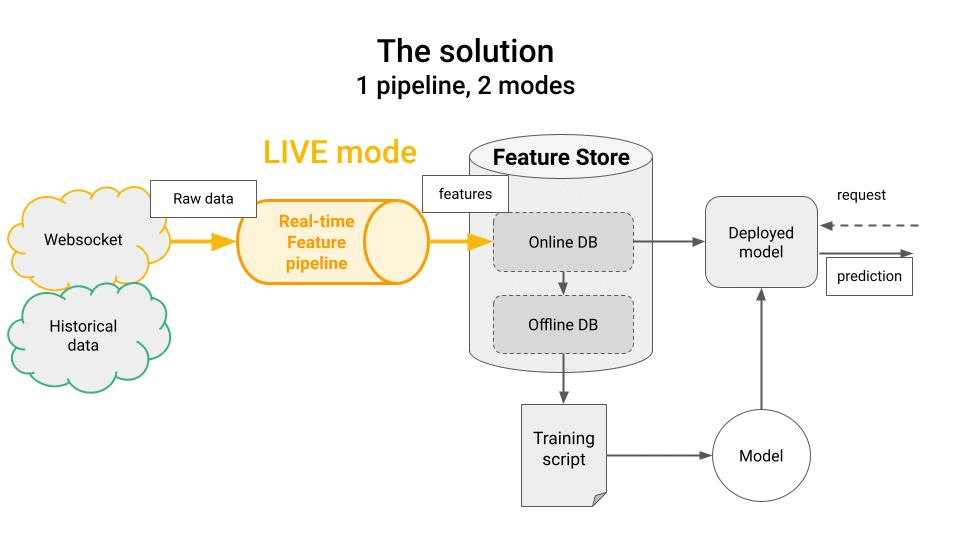 The solution
1 pipeline, 2 modes
LIVE mode
Feature Store
Raw data
features
request
Websocket
Real-time
Feature
pipeline
Online DB
Deployed
model
prediction
Historical
data
Offline DB
Training
script
Model